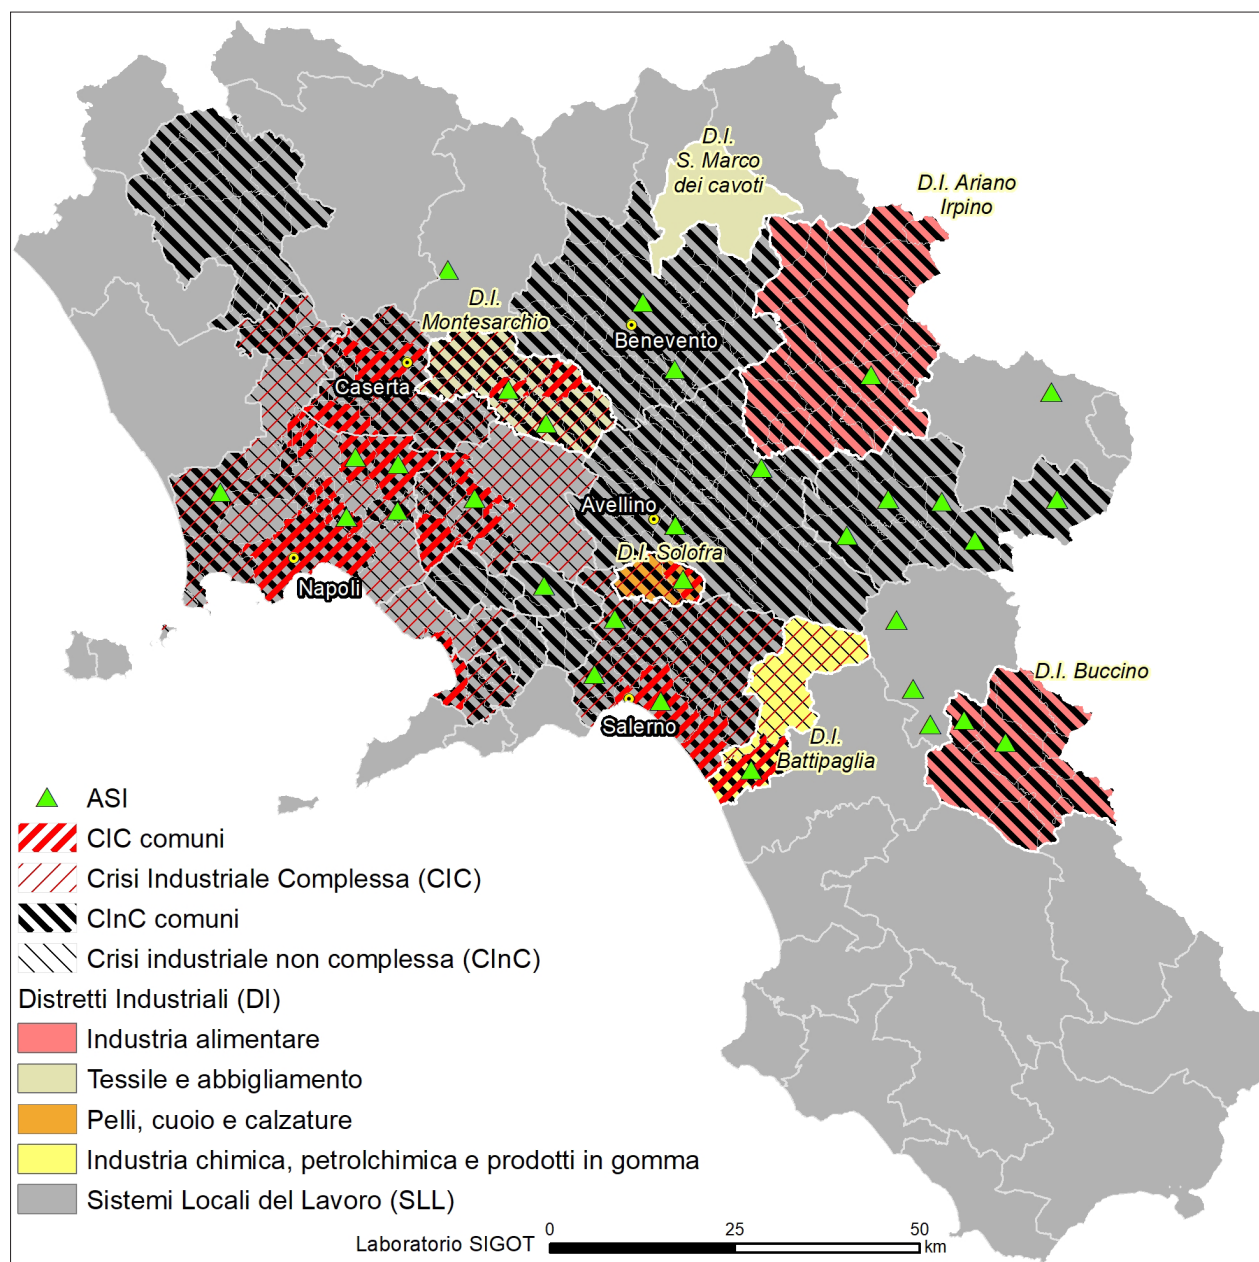 D.I.
S. Marco
dei cavoti
D.I. Ariano
Irpino
D.I.
Montesarchio
Benevento
Caserta
Avellino
D.I. Solofra
Napoli
D.I. Buccino
Salerno
D.I.
Battipaglia
ASI
CIC comuni
Crisi Industriale Complessa (CIC)
CInC comuni
Crisi industriale non complessa (CInC)
Distretti Industriali (DI)
Industria alimentare
Tessile e abbigliamento
Pelli, cuoio e calzature
Industria chimica, petrolchimica e prodotti in gomma
Sistemi Locali del Lavoro (SLL)
0 25 50
Laboratorio SIGOT km